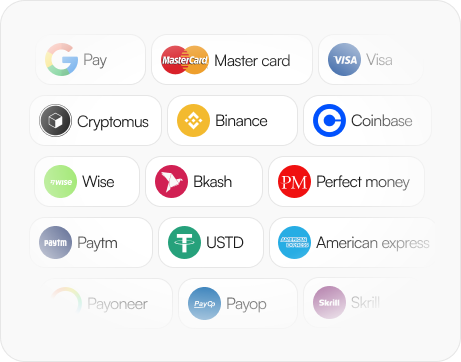 G Pay MasterCard Master card VISA Visa
Cryptomus Binance Coinbase
WISE Wise Bkash PM Perfect money
Paytm Paytm USTD AMERICAN EXPRESS American express
Payoneer PayOp Payop Skrill Skrill